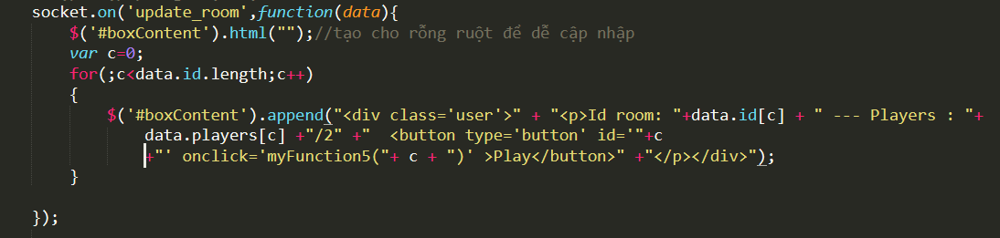 socket.on('update_room',function(data){
$('#boxContent').html("");//tạo cho rỗng ruột để dễ cập nhập
var c=0;
for(;c<data.id.length;c++)
{
$('#boxContent').append("<div class='user'>" + "<p>Id room: "+data.id[c] + " --- Players : "+
data.players[c] +"/2" +"  <button type='button' id='"+c
+"' onclick='myFunction5("+ c + ")' >Play</button>" +"</p></div>");
}
});